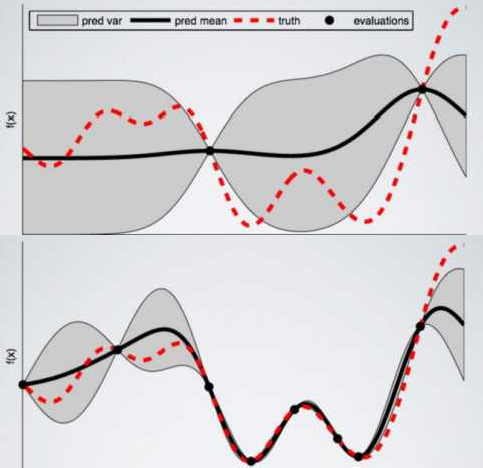 pred var pred mean truth evaluations
f(x)
f(x)